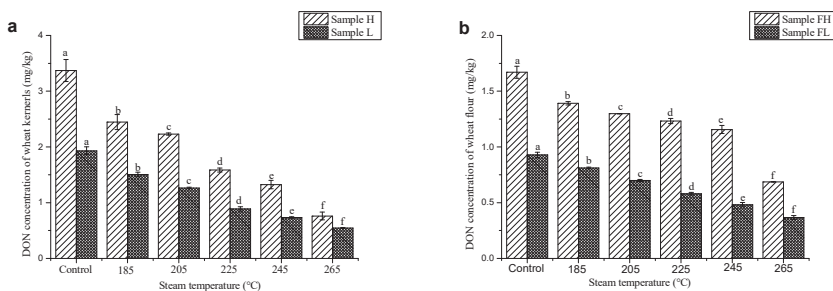 a
Sample H
Sample L
DON concentration of wheat kernerls (mg/kg)
4
3
2
1
0
a
a
b
b
c
c
d
d
e
e
f
f
Control 185 205 225 245 265
Steam temperature (°C)
b
Sample FH
Sample FL
DON concentration of wheat flour (mg/kg)
2.0
1.5
1.0
0.5
0.0
a
a
b
b
c
c
d
d
e
e
f
f
Control 185 205 225 245 265
Steam temperature (°C)